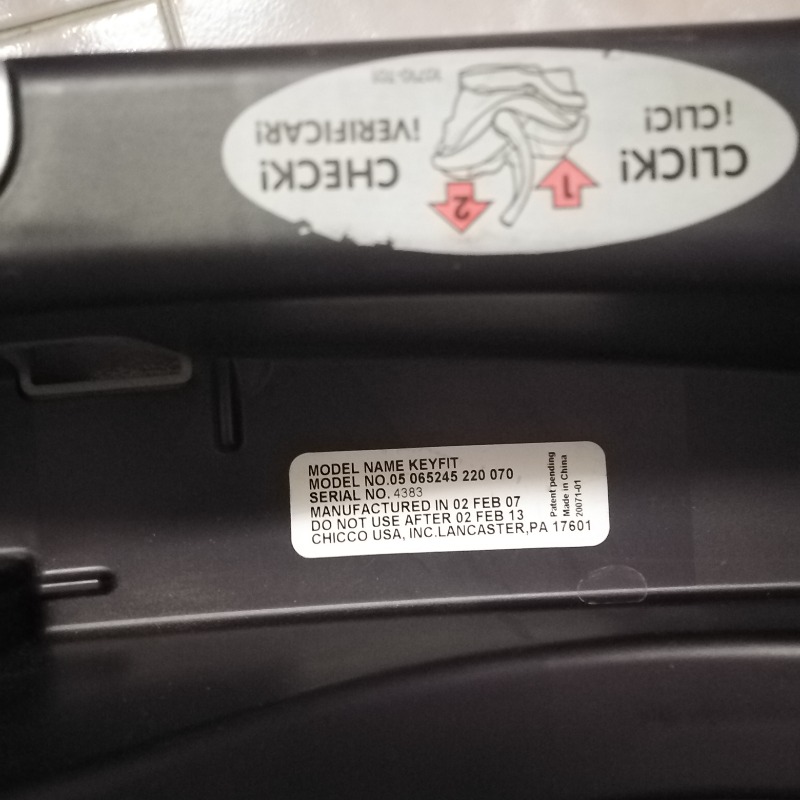 CLICK!
¡CLIC!
1
2
CHECK!
¡VERIFICAR!
MODEL NAME KEYFIT
MODEL NO.05 065245 220 070
SERIAL NO. 4383
MANUFACTURED IN 02 FEB 07
DO NOT USE AFTER 02 FEB 13
CHICCO USA, INC.LANCASTER,PA 17601
Patent pending
Made in China
20071-01